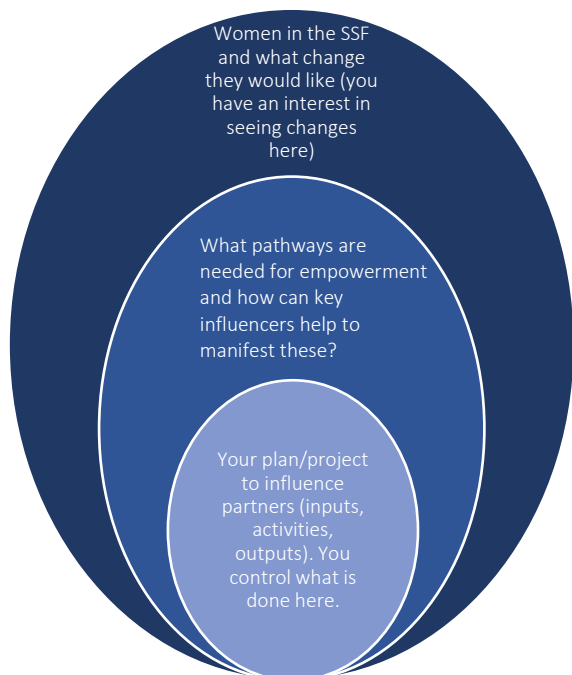 Women in the SSF
and what change
they would like (you
have an interest in
seeing changes
here)
What pathways are
needed for empowerment
and how can key
influencers help to
manifest these?
Your plan/project
to influence
partners (inputs,
activities,
outputs). You
control what is
done here.